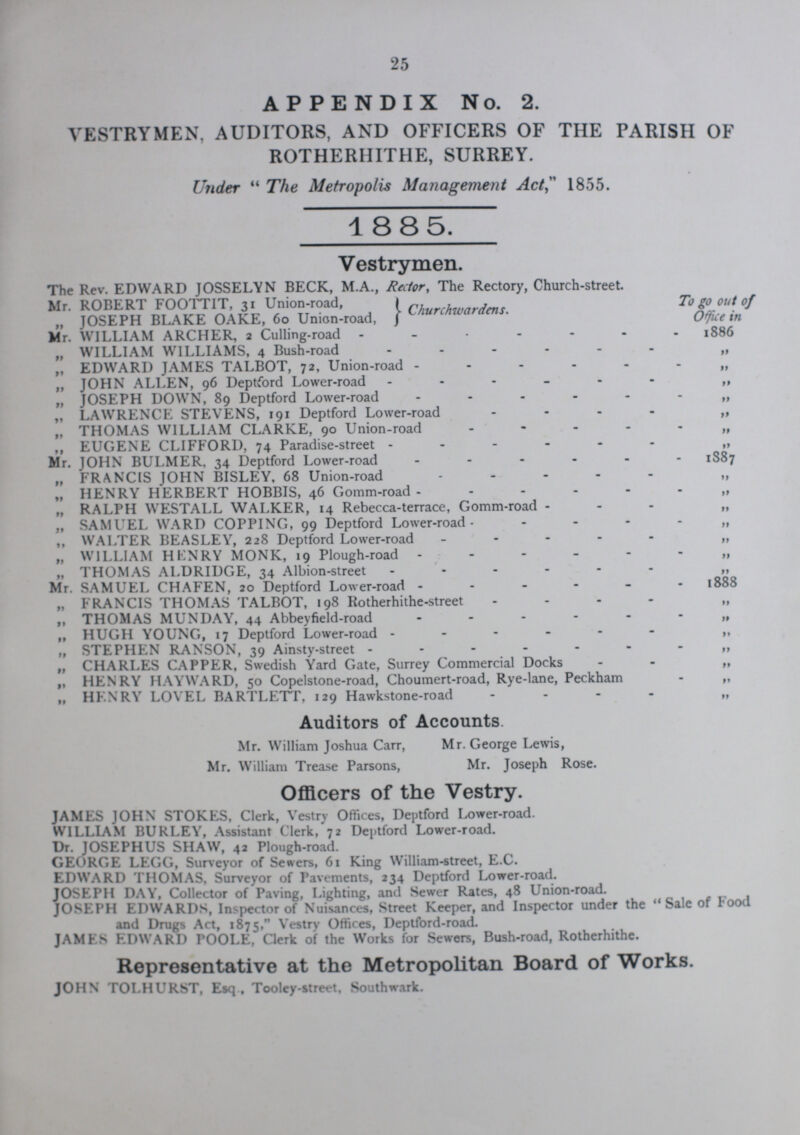 25
APPENDIX No. 2.
VESTRYMEN, AUDITORS, AND OFFICERS OF THE PARISH OF
ROTHERHITHE, SURREY.
Under “ The Metropolis Management Act,” 1855.
1885.
Vestrymen.
The Rev. EDWARD JOSSELYN BECK, M.A., Rector, The Rectory, Church-street.
Mr. ROBERT FOOTTIT, 31 Union-road, } Churchwardens. To go out of
„ JOSEPH BLAKE OAKE, 60 Union-road, } Office in
Mr. WILLIAM ARCHER, 2 Culling-road - - - - - - - 1886
„ WILLIAM WILLIAMS, 4 Bush-road - - - - - - „
„ EDWARD JAMES TALBOT, 72, Union-road - - - - - - „
„ JOHN ALLEN, 96 Deptford Lower-road - - - - - - „
„ JOSEPH DOWN, 89 Deptford Lower-road - - - - - - „
„ LAWRENCE STEVENS, 191 Deptford Lower-road - - - - „
„ THOMAS WILLIAM CLARKE, 90 Union-road - - - - - „
„ EUGENE CLIFFORD, 74 Paradise-street - - - - - - „
Mr. JOHN BULMER, 34 Deptford Lower-road - - - - - - 1887
„ FRANCIS JOHN BISLEY, 68 Union-road - - - - - „
„ HENRY HERBERT HOBBIS, 46 Gomm-road - - - - - - „
„ RALPH WESTALL WALKER, 14 Rebecca-terrace, Gomm-road - - - „
„ SAMUEL WARD COPPING, 99 Deptford Lower-road - - - - - „
„ WALTER BEASLEY, 228 Deptford Lower-road - - - - - „
„ WILLIAM HENRY MONK, 19 Plough-road - - - - - - „
„ THOMAS ALDRIDGE, 34 Albion-street - - - - - - „
Mr. SAMUEL CHAFEN, 20 Deptford Lower-road - - - - - - 1888
„ FRANCIS THOMAS TALBOT, 198 Rotherhithe-street - - - - „
„ THOMAS MUNDAY, 44 Abbeyfield-road - - - - - - „
„ HUGH YOUNG, 17 Deptford Lower-road - - - - - - „
„ STEPHEN RANSON, 39 Ainsty-street - - - - - - - „
„ CHARLES CAPPER, Swedish Yard Gate, Surrey Commercial Docks - - „
„ HENRY HAYWARD, 50 Copelstone-road, Choumert-road, Rye-lane, Peckham - „
„ HENRY LOVEL BARTLETT, 129 Hawkstone-road - - - - „
Auditors of Accounts.
Mr. William Joshua Carr, Mr. George Lewis,
Mr. William Trease Parsons, Mr. Joseph Rose.
Officers of the Vestry.
JAMES JOHN STOKES, Clerk, Vestry Offices, Deptford Lower-road.
WILLIAM BURLEY, Assistant Clerk, 72 Deptford Lower-road.
Dr. JOSEPHUS SHAW, 42 Plough-road.
GEORGE LEGG, Surveyor of Sewers, 61 King William-street, E.C.
EDWARD THOMAS, Surveyor of Pavements, 234 Deptford Lower-road.
JOSEPH DAY, Collector of Paving, Lighting, and Sewer Rates, 48 Union-road.
JOSEPH EDWARDS, Inspector of Nuisances, Street Keeper, and Inspector under the “ Sale of Food
and Drugs Act, 1875,” Vestry Offices, Deptford-road.
JAMES EDWARD POOLE, Clerk of the Works for Sewers, Bush-road, Rotherhithe.
Representative at the Metropolitan Board of Works.
JOHN TOLHURST, Esq., Tooley-street, Southwark.